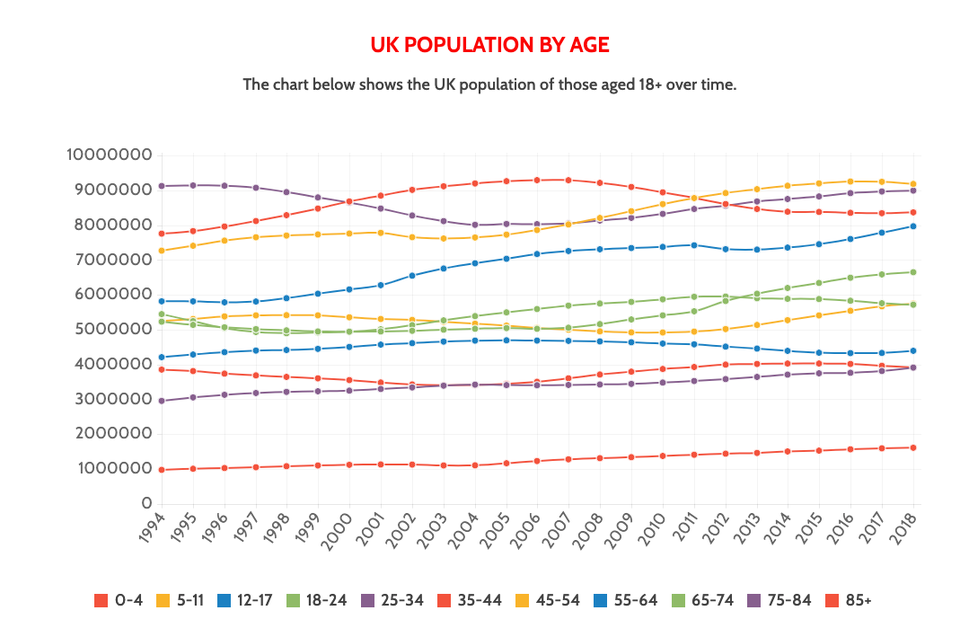 UK POPULATION BY AGE
The chart below shows the UK population of those aged 18+ over time.
10000000
9000000
8000000
7000000
6000000
5000000
4000000
3000000
2000000
1000000
0
1994 1995 1996 1997 1998 1999 2000 2001 2002 2003 2004 2005 2006 2007 2008 2009 2010 2011 2012 2013 2014 2015 2016 2017 2018
0-4 5-11 12-17 18-24 25-34 35-44 45-54 55-64 65-74 75-84 85+